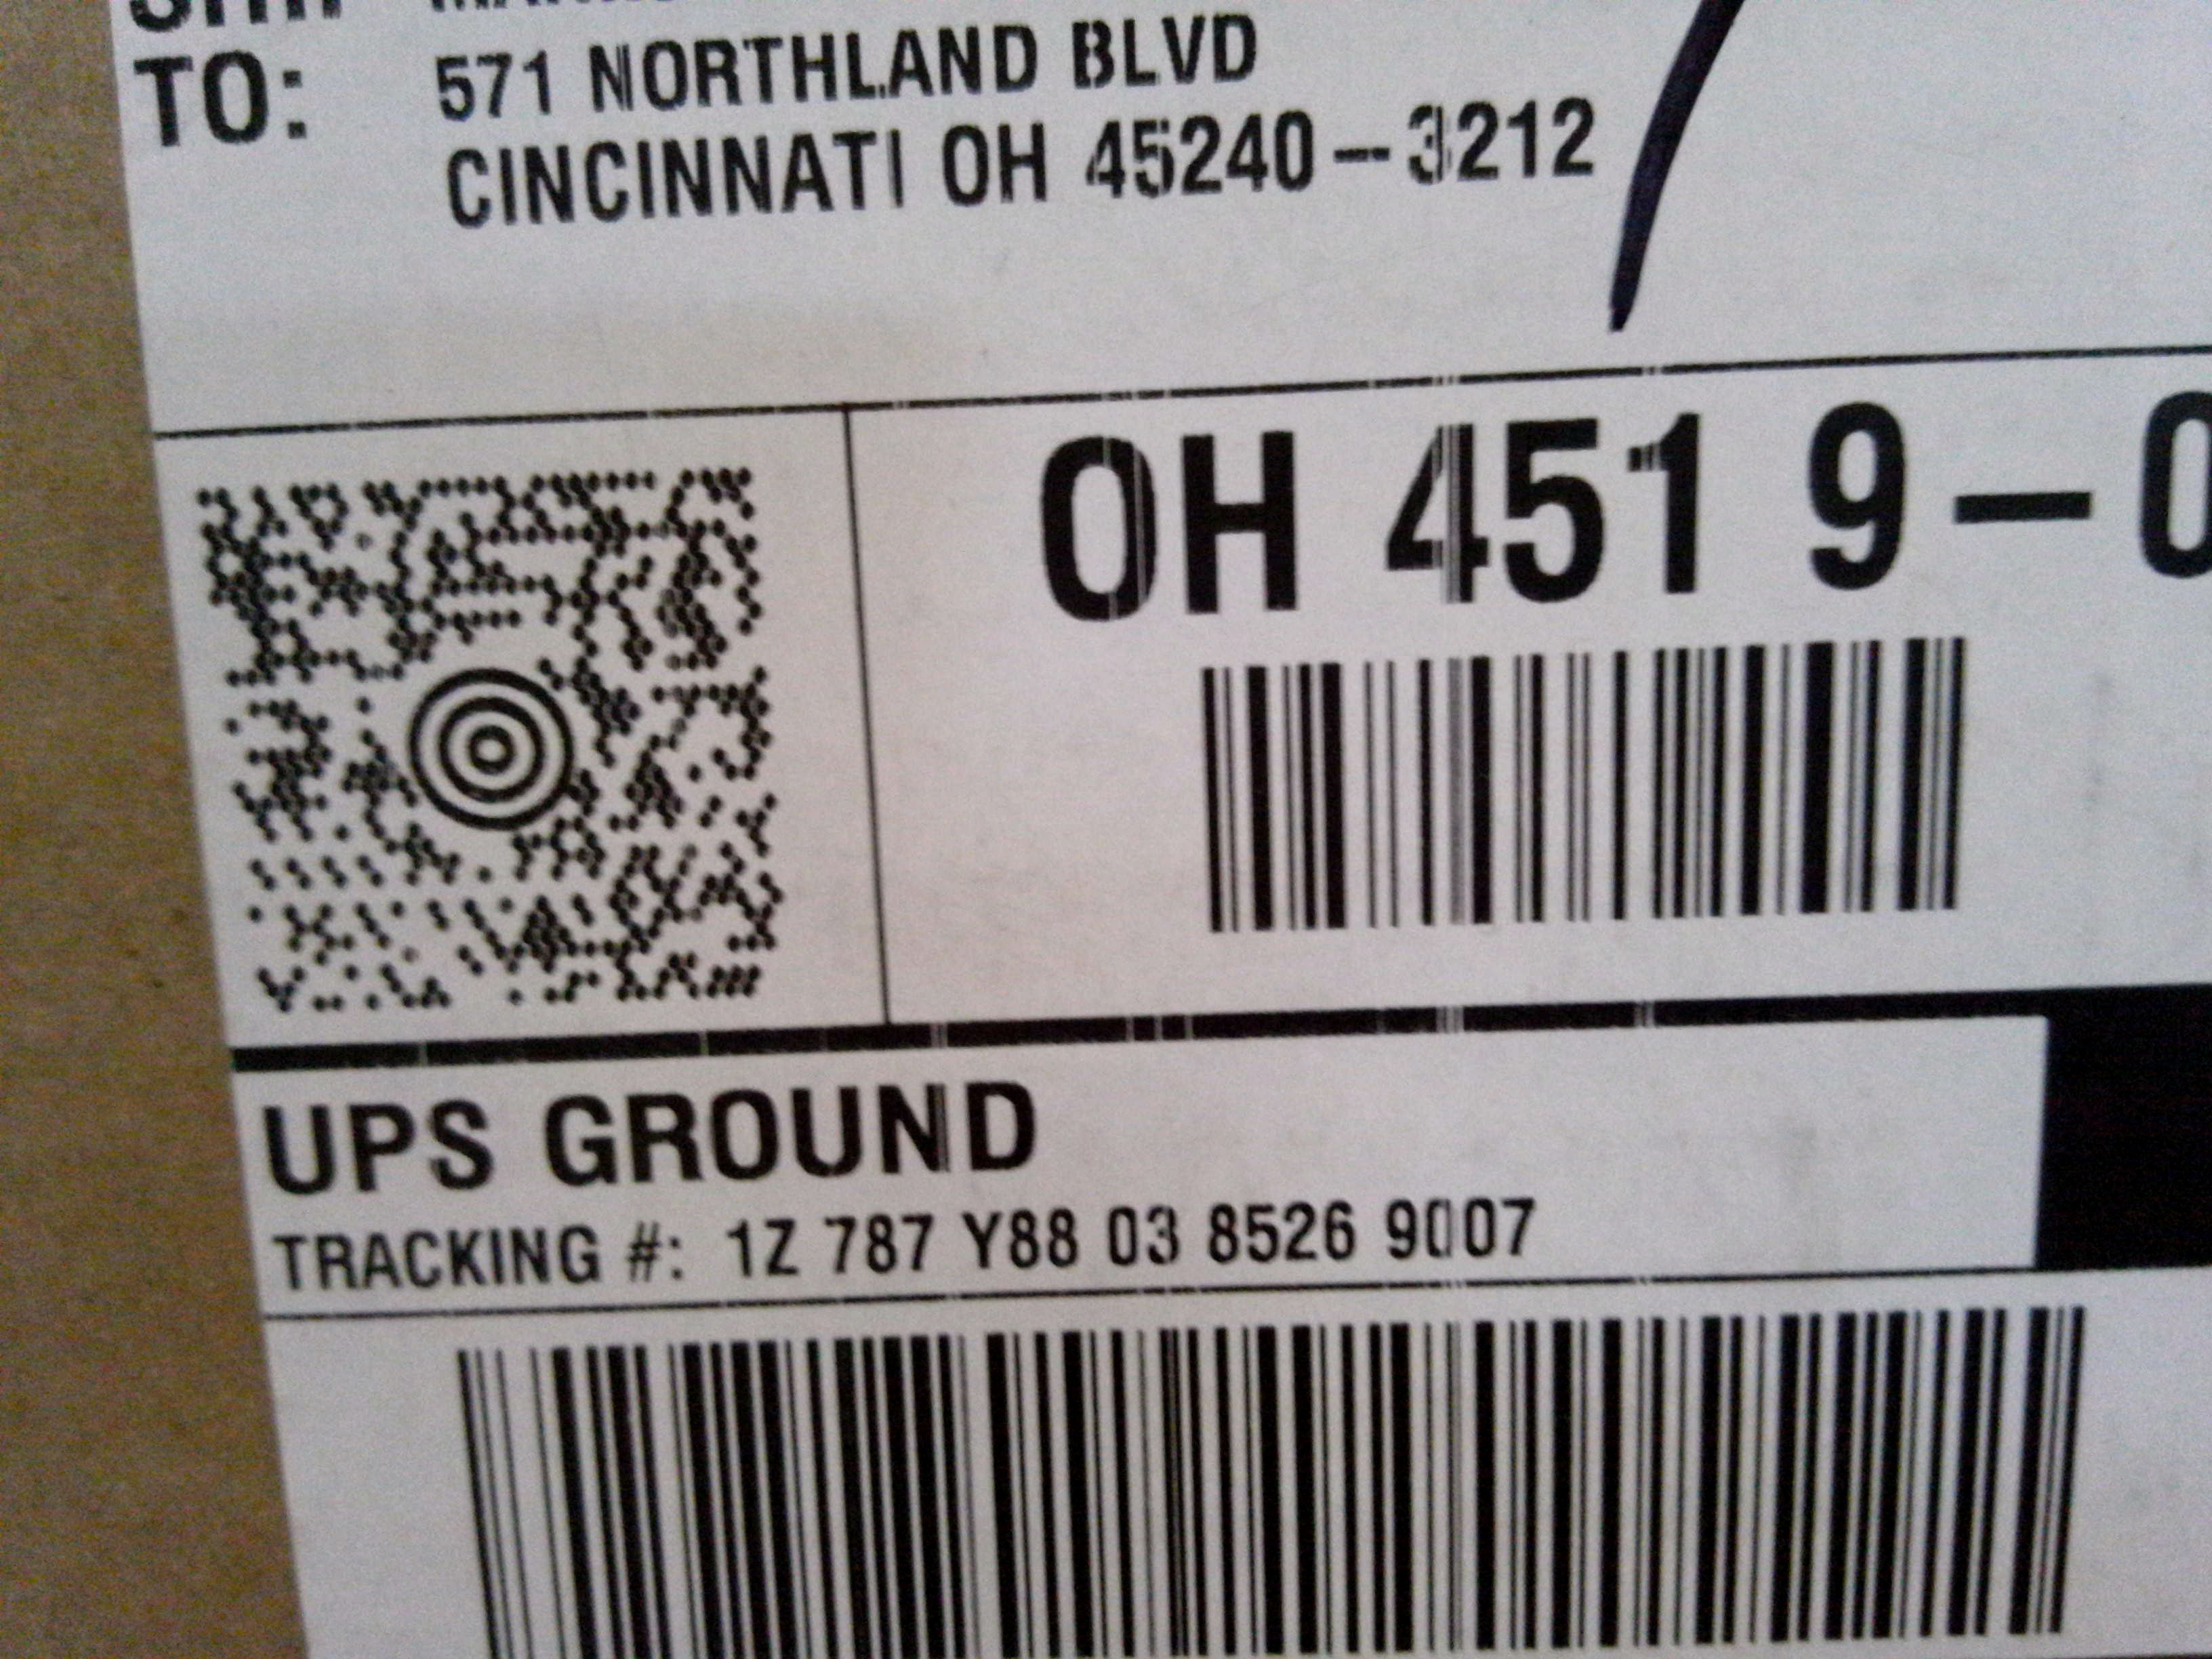 TO:
571 NORTHLAND BLVD
CINCINNATI OH 45240-3212
OH 451 9-0
UPS GROUND
TRACKING #: 1Z 787 Y88 03 8526 9007